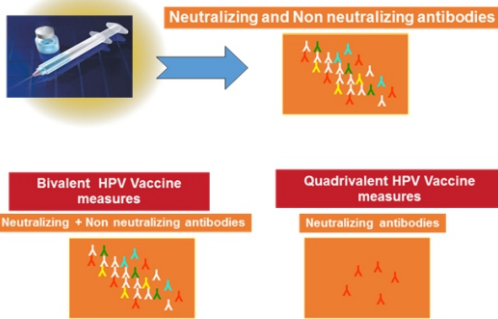 Neutralizing and Non neutralizing antibodies
Bivalent HPV Vaccine
measures
Neutralizing + Non neutralizing antibodies
Quadrivalent HPV Vaccine
measures
Neutralizing antibodies